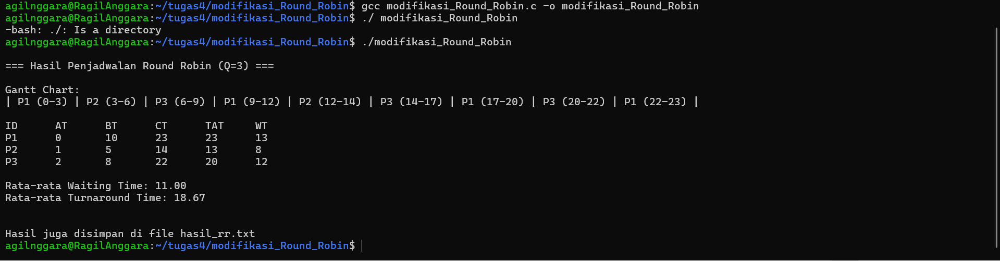 agilnggara@RagilAnggara:~/tugas4/modifikasi_Round_Robin$ gcc modifikasi_Round_Robin.c -o modifikasi_Round_Robin
agilnggara@RagilAnggara:~/tugas4/modifikasi_Round_Robin$ ./ modifikasi_Round_Robin
-bash: ./: Is a directory
agilnggara@RagilAnggara:~/tugas4/modifikasi_Round_Robin$ ./modifikasi_Round_Robin
=== Hasil Penjadwalan Round Robin (Q=3) ===
Gantt Chart:
| P1 (0-3) | P2 (3-6) | P3 (6-9) | P1 (9-12) | P2 (12-14) | P3 (14-17) | P1 (17-20) | P3 (20-22) | P1 (22-23) |
ID AT BT CT TAT WT
P1 0 10 23 23 13
P2 1 5 14 13 8
P3 2 8 22 20 12
Rata-rata Waiting Time: 11.00
Rata-rata Turnaround Time: 18.67
Hasil juga disimpan di file hasil_rr.txt
agilnggara@RagilAnggara:~/tugas4/modifikasi_Round_Robin$